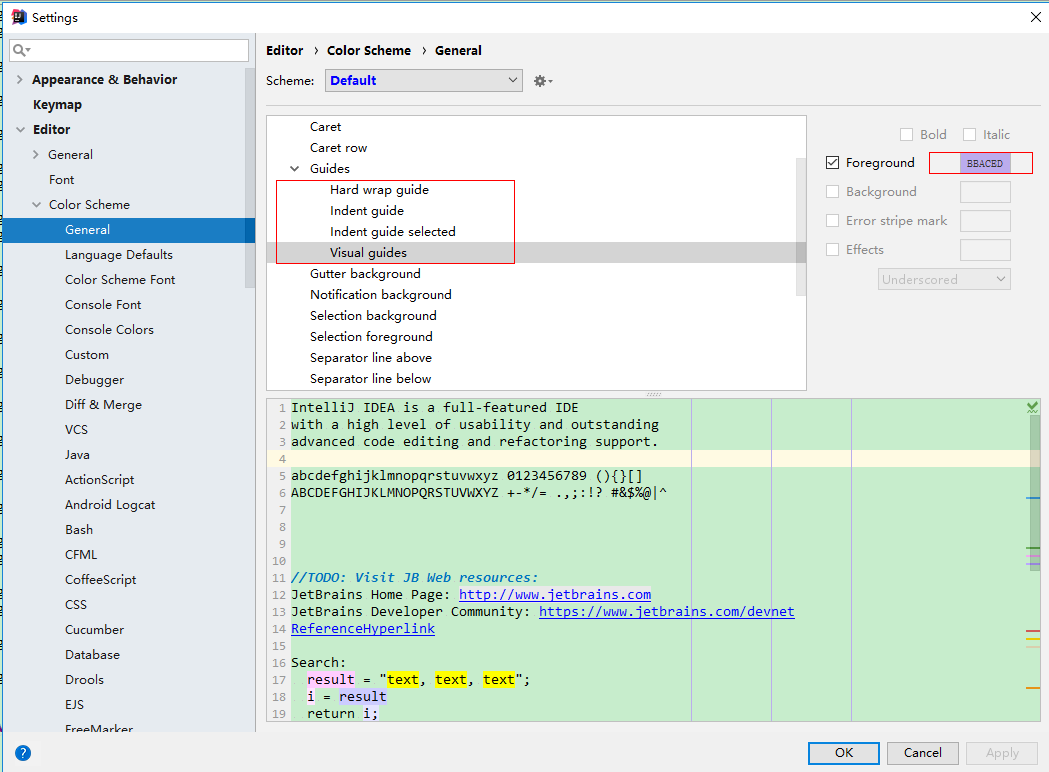 Settings
Appearance & Behavior
Keymap
Editor
General
Font
Color Scheme
General
Language Defaults
Color Scheme Font
Console Font
Console Colors
Custom
Debugger
Diff & Merge
VCS
Java
ActionScript
Android Logcat
Bash
CFML
CoffeeScript
CSS
Cucumber
Database
Drools
EJS
FreeMarker
Editor › Color Scheme › General
Scheme: Default
Caret
Caret row
Guides
Hard wrap guide
Indent guide
Indent guide selected
Visual guides
Gutter background
Notification background
Selection background
Selection foreground
Separator line above
Separator line below
Bold Italic
Foreground BBACED
Background
Error stripe mark
Effects
Underscored
1 IntelliJ IDEA is a full-featured IDE
2 with a high level of usability and outstanding
3 advanced code editing and refactoring support.
4
5 abcdefghijklmnopqrstuvwxyz 0123456789 (){}[]
6 ABCDEFGHIJKLMNOPQRSTUVWXYZ +-*/= .,;:!? #&$%@|^
7
8
9
10
11 //TODO: Visit JB Web resources:
12 JetBrains Home Page: http://www.jetbrains.com
13 JetBrains Developer Community: https://www.jetbrains.com/devnet
14 ReferenceHyperlink
15
16 Search:
17 result = "text, text, text";
18 i = result
19 return i;
?
OK Cancel Apply